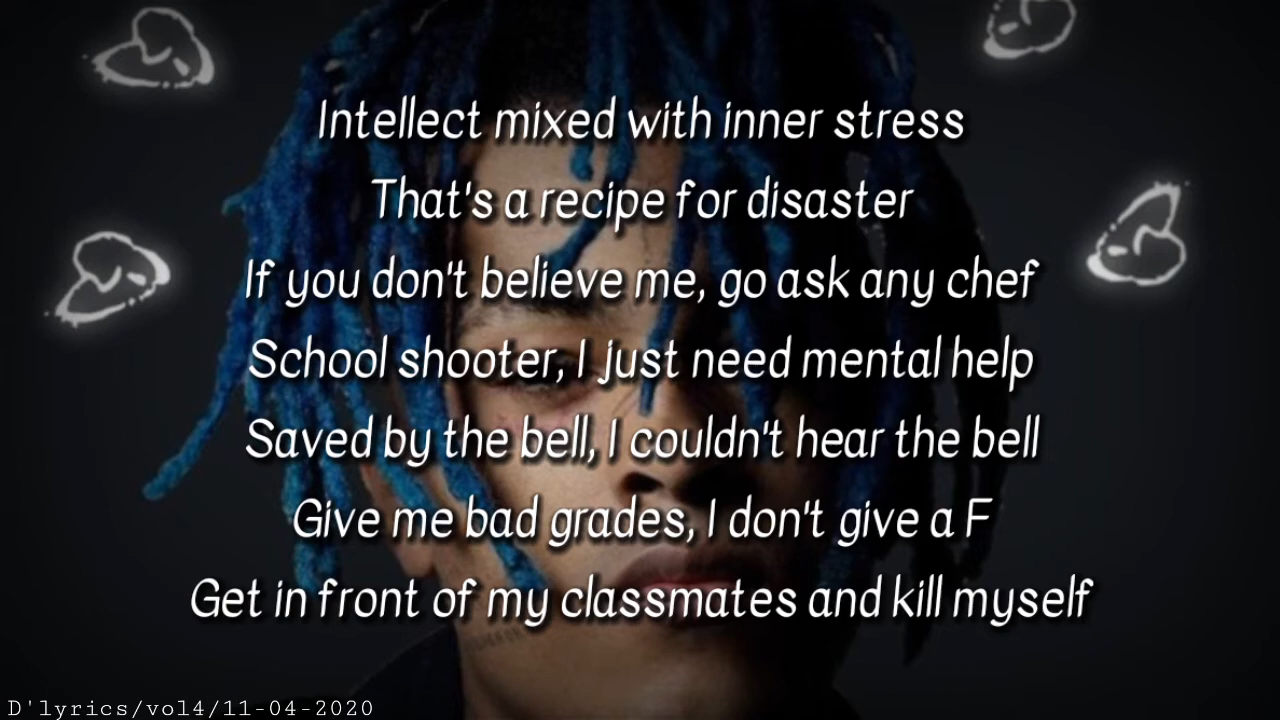 Intellect mixed with inner stress
That's a recipe for disaster
If you don't believe me, go ask any chef
School shooter, I just need mental help
Saved by the bell, I couldn't hear the bell
Give me bad grades, I don't give a F
Get in front of my classmates and kill myself
D'lyrics/vol4/11-04-2020